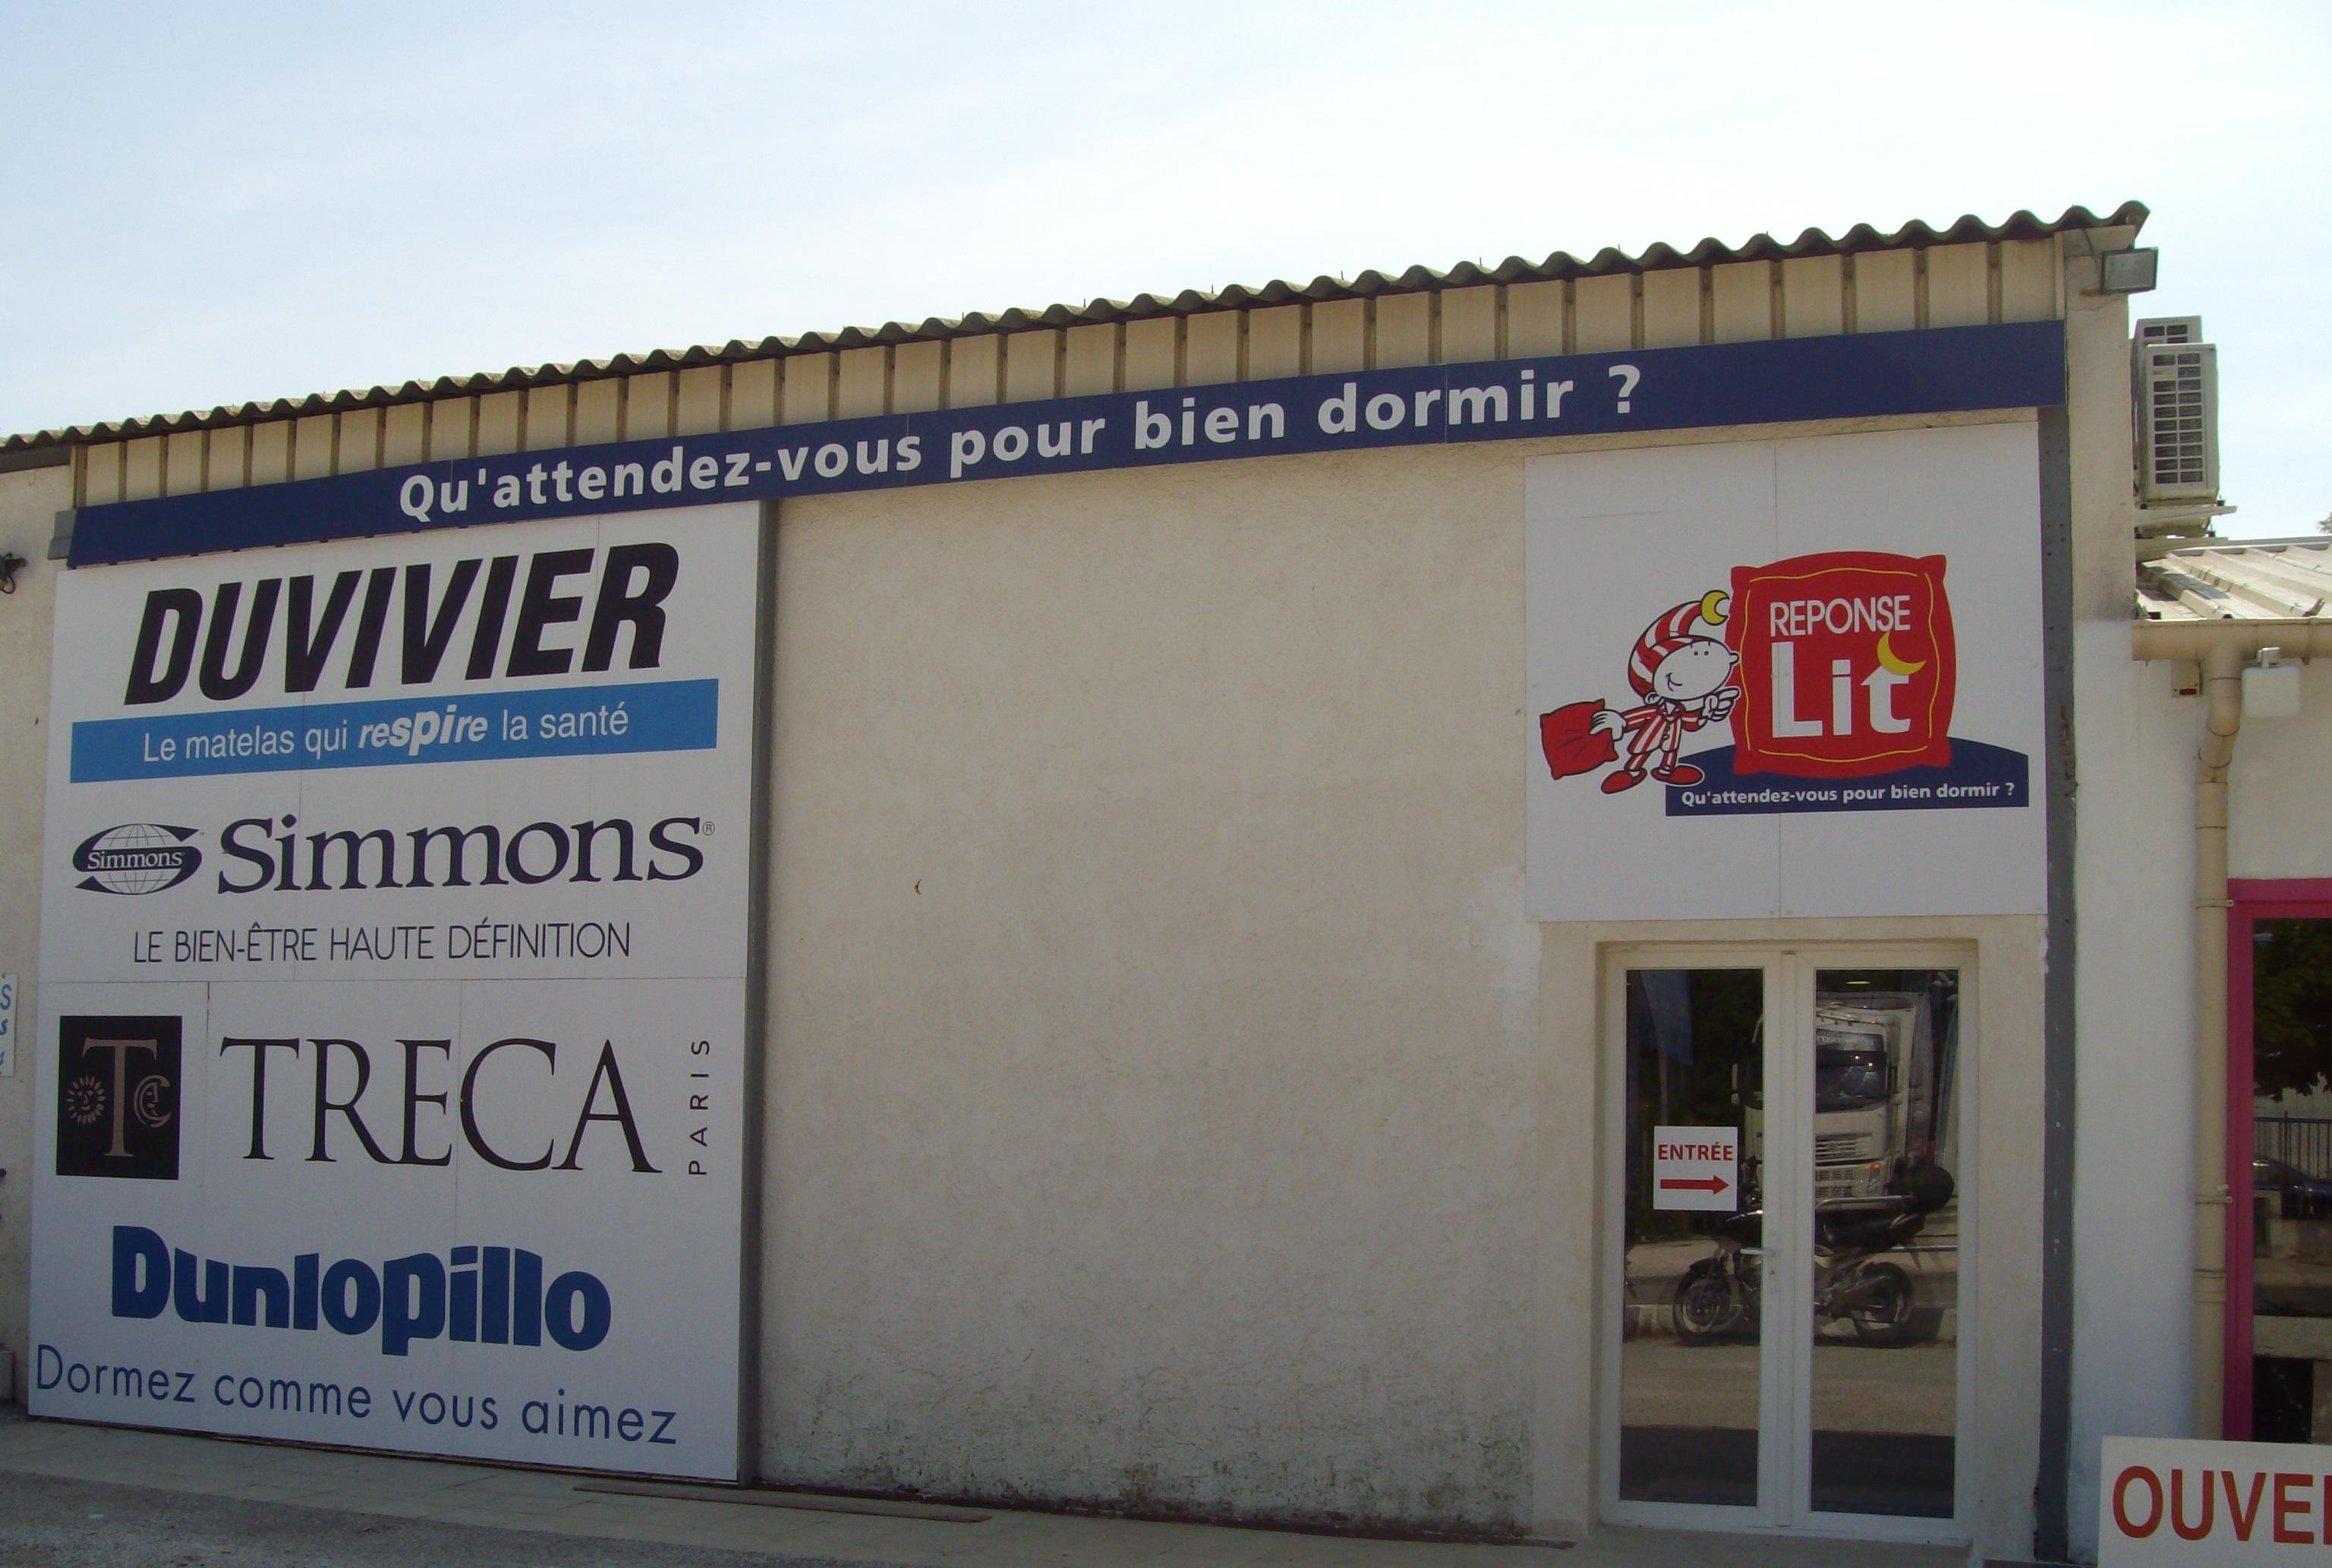 Qu'attendez-vous pour bien dormir ?
DUVIVIER
Le matelas qui respire la santé
Simmons
Simmons®
LE BIEN-ÊTRE HAUTE DÉFINITION
TRECA
PARIS
Dunlopillo
Dormez comme vous aimez
REPONSE
Lit
Qu'attendez-vous pour bien dormir ?
ENTRÉE
OUVE